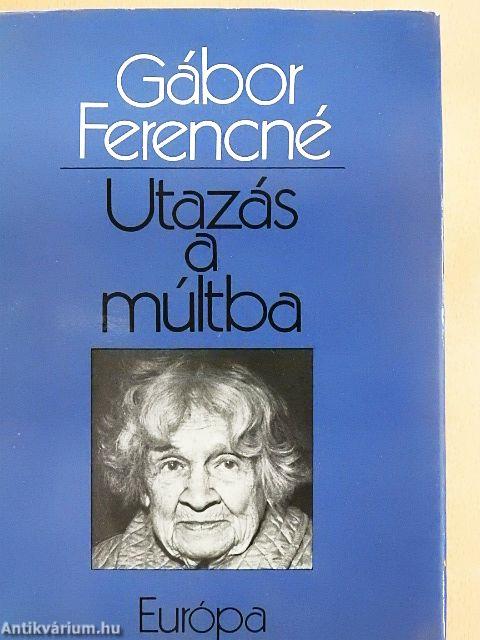 Gábor
Ferencné
Utazás
a
múltba
Európa
Antikvárium.hu